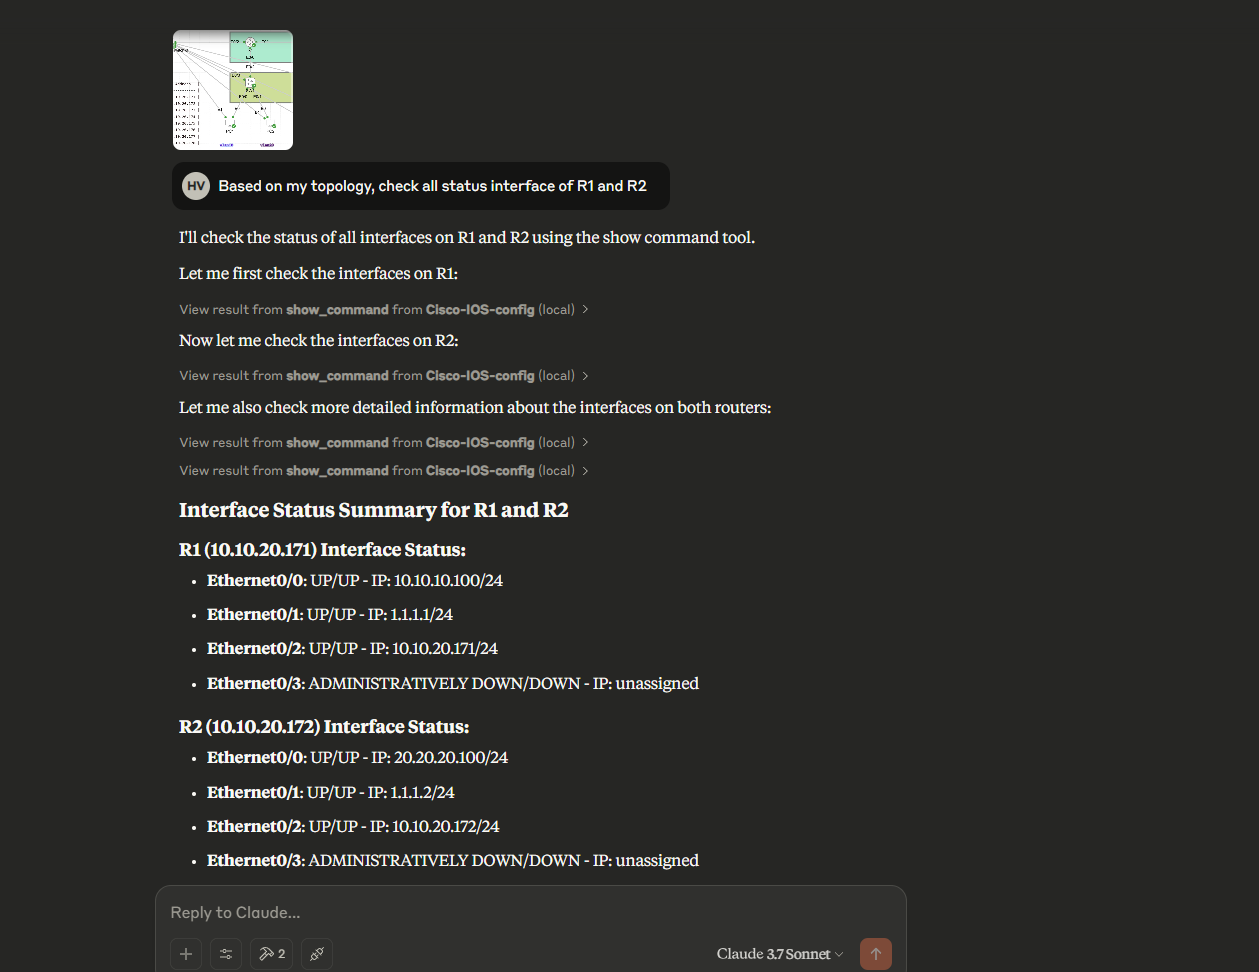 HV Based on my topology, check all status interface of R1 and R2
I'll check the status of all interfaces on R1 and R2 using the show command tool.
Let me first check the interfaces on R1:
View result from show_command from Cisco-IOS-config (local) >
Now let me check the interfaces on R2:
View result from show_command from Cisco-IOS-config (local) >
Let me also check more detailed information about the interfaces on both routers:
View result from show_command from Cisco-IOS-config (local) >
View result from show_command from Cisco-IOS-config (local) >
Interface Status Summary for R1 and R2
R1 (10.10.20.171) Interface Status:
• Ethernet0/0: UP/UP - IP: 10.10.10.100/24
• Ethernet0/1: UP/UP - IP: 1.1.1.1/24
• Ethernet0/2: UP/UP - IP: 10.10.20.171/24
• Ethernet0/3: ADMINISTRATIVELY DOWN/DOWN - IP: unassigned
R2 (10.10.20.172) Interface Status:
• Ethernet0/0: UP/UP - IP: 20.20.20.100/24
• Ethernet0/1: UP/UP - IP: 1.1.1.2/24
• Ethernet0/2: UP/UP - IP: 10.10.20.172/24
• Ethernet0/3: ADMINISTRATIVELY DOWN/DOWN - IP: unassigned
Reply to Claude...
2 Claude 3.7 Sonnet